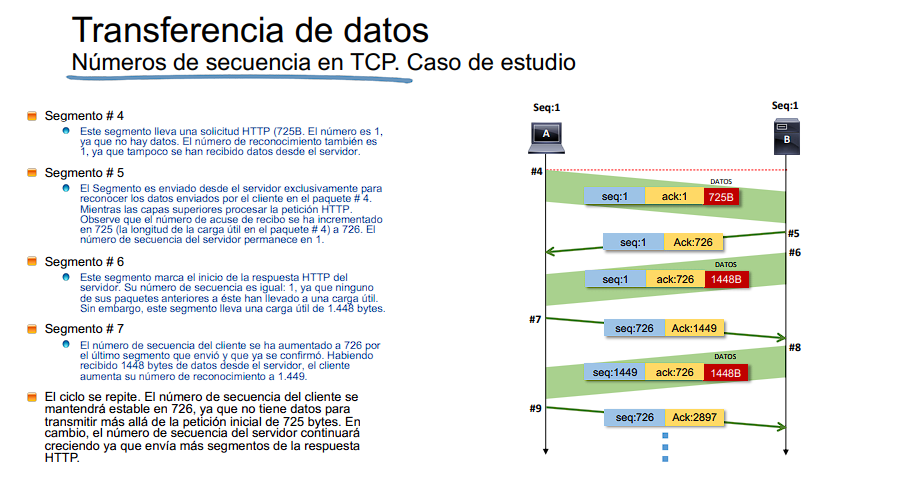 Transferencia de datos
Números de secuencia en TCP. Caso de estudio
Segmento # 4
Este segmento lleva una solicitud HTTP (725B. El número es 1,
ya que no hay datos. El número de reconocimiento también es
1, ya que tampoco se han recibido datos desde el servidor.
Segmento # 5
El Segmento es enviado desde el servidor exclusivamente para
reconocer los datos enviados por el cliente en el paquete # 4.
Mientras las capas superiores procesar la petición HTTP.
Observe que el número de acuse de recibo se ha incrementado
en 725 (la longitud de la carga útil en el paquete # 4) a 726. El
número de secuencia del servidor permanece en 1.
Segmento # 6
Este segmento marca el inicio de la respuesta HTTP del
servidor. Su número de secuencia es igual: 1, ya que ninguno
de sus paquetes anteriores a éste han llevado a una carga útil.
Sin embargo, este segmento lleva una carga útil de 1.448 bytes.
Segmento # 7
El número de secuencia del cliente se ha aumentado a 726 por
el último segmento que envió y que ya se confirmó. Habiendo
recibido 1448 bytes de datos desde el servidor, el cliente
aumenta su número de reconocimiento a 1.449.
El ciclo se repite. El número de secuencia del cliente se
mantendrá estable en 726, ya que no tiene datos para
transmitir más allá de la petición inicial de 725 bytes. En
cambio, el número de secuencia del servidor continuará
creciendo ya que envía más segmentos de la respuesta
HTTP.
Seq:1 Seq:1
A B
#4
DATOS
seq:1 ack:1 725B
#5
seq:1 Ack:726
#6
DATOS
seq:1 ack:726 1448B
#7
seq:726 Ack:1449
#8
DATOS
seq:1449 ack:726 1448B
#9
seq:726 Ack:2897